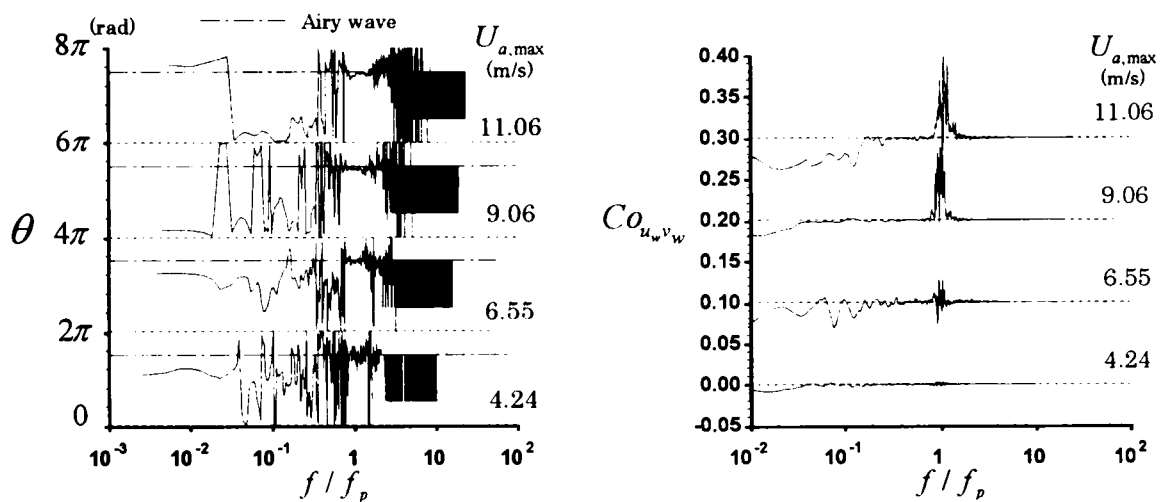 (rad)
Airy wave
U_{a,max}
(m/s)
8π
11.06
6π
9.06
θ
4π
6.55
2π
4.24
0
10^{-3}
10^{-2}
10^{-1}
1
10
10^{2}
f / f_p
U_{a,max}
(m/s)
0.40
0.35
11.06
0.30
0.25
9.06
Co_{u_w v_w}
0.20
0.15
6.55
0.10
0.05
4.24
0.00
-0.05
10^{-2}
10^{-1}
1
10
10^{2}
f / f_p